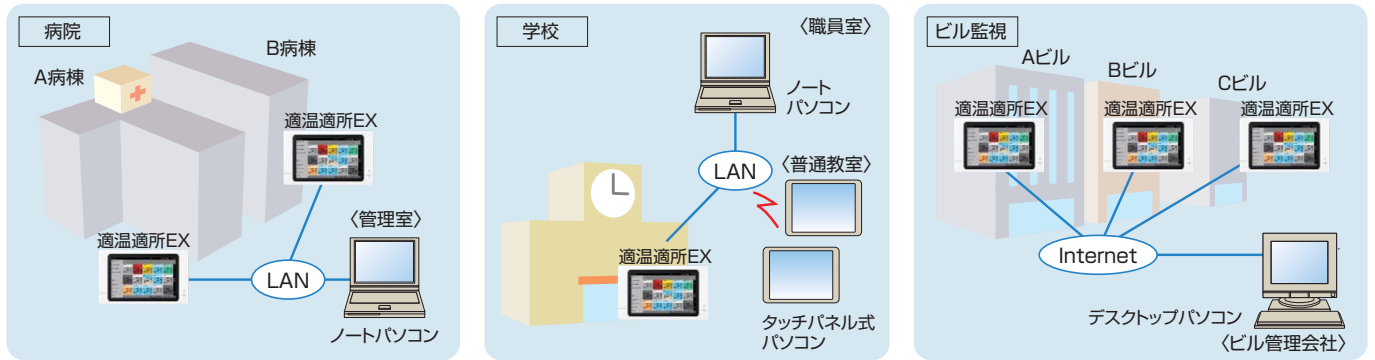 病院
B病棟
A病棟
適温適所EX
〈管理室〉
適温適所EX
LAN
ノートパソコン
学校
〈職員室〉
ノート
パソコン
LAN
〈普通教室〉
適温適所EX
タッチパネル式
パソコン
ビル監視
Aビル
Bビル
Cビル
適温適所EX
適温適所EX
適温適所EX
Internet
デスクトップパソコン
〈ビル管理会社〉